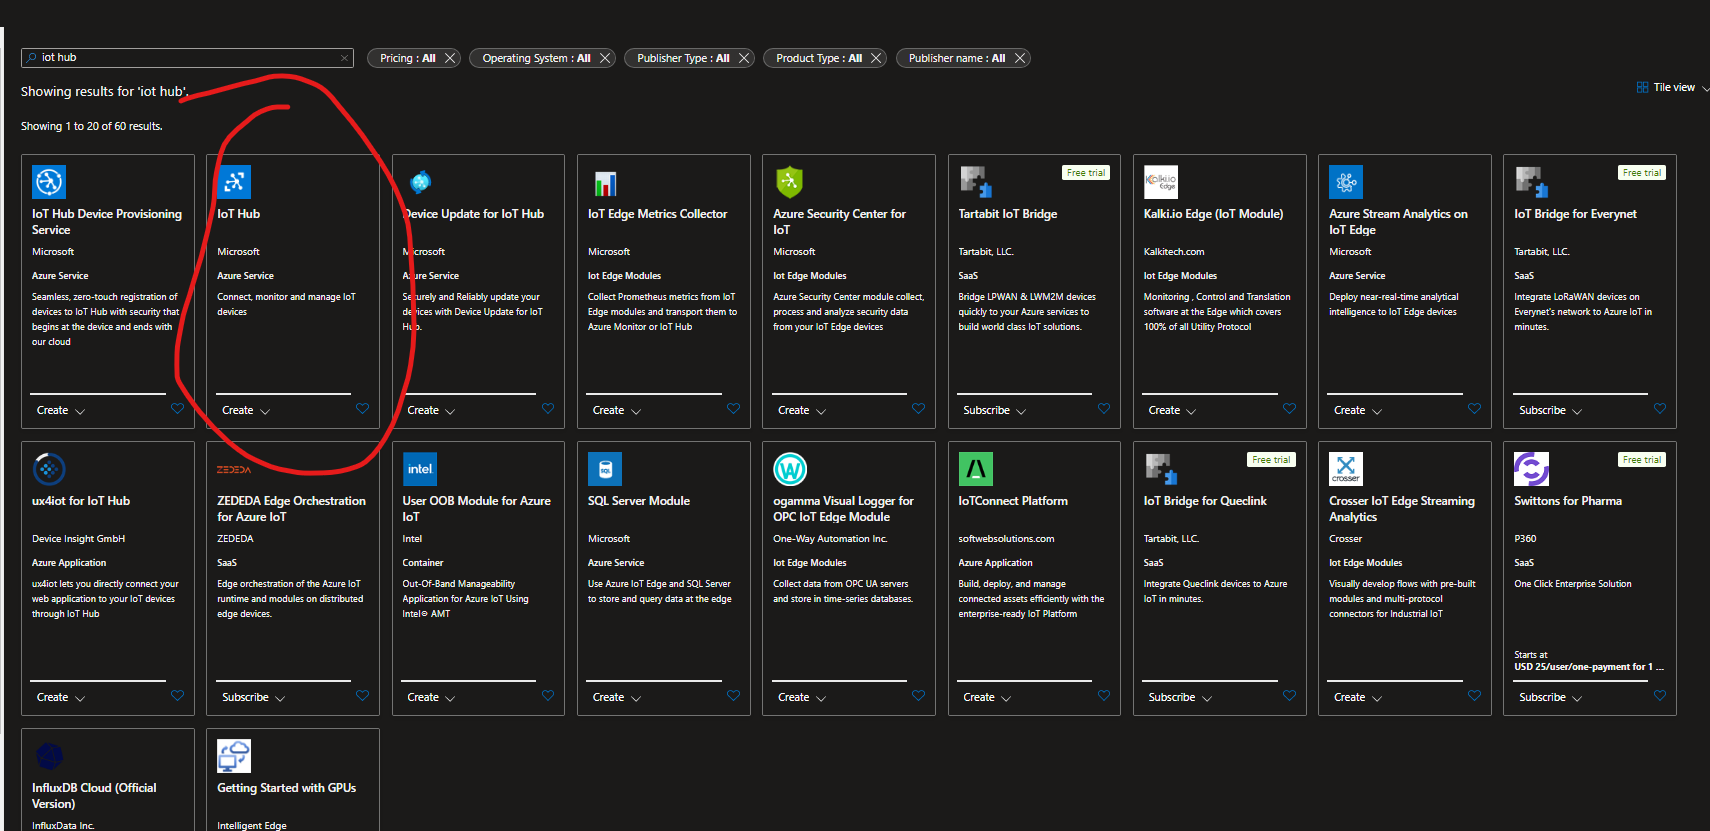 iot hub
Pricing : All
Operating System : All
Publisher Type : All
Product Type : All
Publisher name : All
Showing results for 'iot hub'.
Tile view
Showing 1 to 20 of 60 results.
IoT Hub Device Provisioning
Service
Microsoft
Azure Service
Seamless, zero-touch registration of
devices to IoT Hub with security that
begins at the device and ends with
our cloud
Create
IoT Hub
Microsoft
Azure Service
Connect, monitor and manage IoT
devices
Create
Device Update for IoT Hub
Microsoft
Azure Service
Securely and Reliably update your
devices with Device Update for IoT
Hub.
Create
IoT Edge Metrics Collector
Microsoft
Iot Edge Modules
Collect Prometheus metrics from IoT
Edge modules and transport them to
Azure Monitor or IoT Hub
Create
Azure Security Center for
IoT
Microsoft
Iot Edge Modules
Azure Security Center module collect,
process and analyze security data
from your IoT Edge devices
Create
Free trial
Tartabit IoT Bridge
Tartabit, LLC.
SaaS
Bridge LPWAN & LWM2M devices
quickly to your Azure services to
build world class IoT solutions.
Subscribe
Kalki.io
Edge
Kalki.io Edge (IoT Module)
Kalkitech.com
Iot Edge Modules
Monitoring , Control and Translation
software at the Edge which covers
100% of all Utility Protocol
Create
Azure Stream Analytics on
IoT Edge
Microsoft
Azure Service
Deploy near-real-time analytical
intelligence to IoT Edge devices
Create
Free trial
IoT Bridge for Everynet
Tartabit, LLC.
SaaS
Integrate LoRaWAN devices on
Everynet's network to Azure IoT in
minutes.
Subscribe
ux4iot for IoT Hub
Device Insight GmbH
Azure Application
ux4iot lets you directly connect your
web application to your IoT devices
through IoT Hub
Create
ZEDEDA
ZEDEDA Edge Orchestration
for Azure IoT
ZEDEDA
SaaS
Edge orchestration of the Azure IoT
runtime and modules on distributed
edge devices.
Subscribe
intel
User OOB Module for Azure
IoT
Intel
Container
Out-Of-Band Manageability
Application for Azure IoT Using
Intel® AMT
Create
SQL
SQL Server Module
Microsoft
Azure Service
Use Azure IoT Edge and SQL Server
to store and query data at the edge
Create
ogamma Visual Logger for
OPC IoT Edge Module
One-Way Automation Inc.
Iot Edge Modules
Collect data from OPC UA servers
and store in time-series databases.
Create
IoTConnect Platform
softwebsolutions.com
Azure Application
Build, deploy, and manage
connected assets efficiently with the
enterprise-ready IoT Platform
Create
Free trial
IoT Bridge for Queclink
Tartabit, LLC.
SaaS
Integrate Queclink devices to Azure
IoT in minutes.
Subscribe
crosser
Crosser IoT Edge Streaming
Analytics
Crosser
Iot Edge Modules
Visually develop flows with pre-built
modules and multi-protocol
connectors for Industrial IoT
Create
Free trial
Swittons for Pharma
P360
SaaS
One Click Enterprise Solution
Starts at
USD 25/user/one-payment for 1 ...
Subscribe
InfluxDB Cloud (Official
Version)
InfluxData Inc.
Getting Started with GPUs
Intelligent Edge